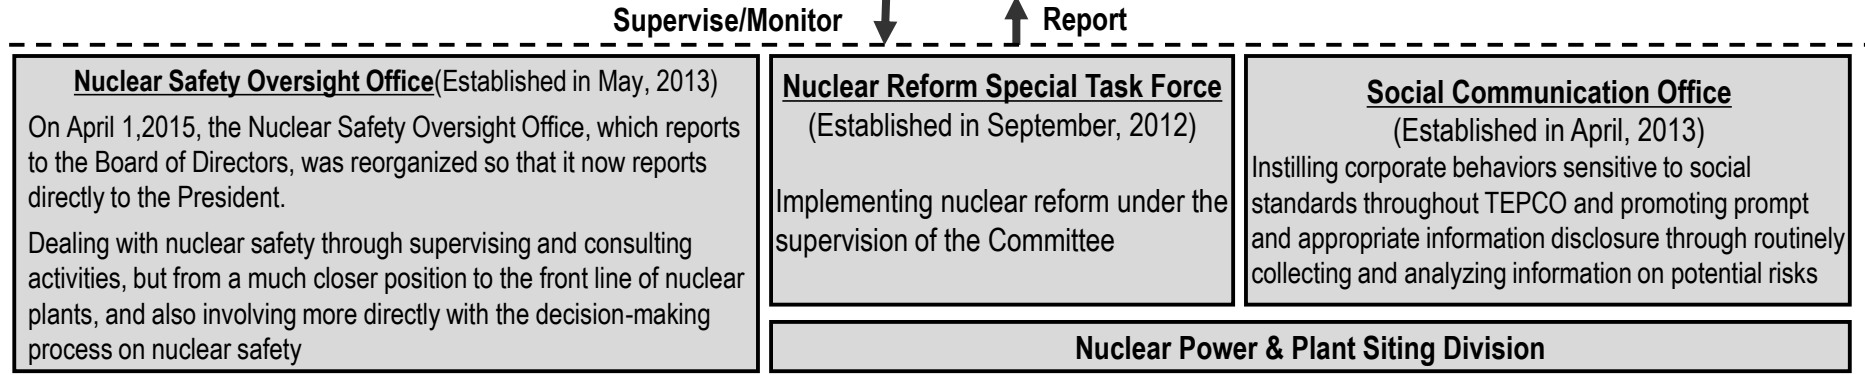 Supervise/Monitor
Report
Nuclear Safety Oversight Office(Established in May, 2013)
On April 1,2015, the Nuclear Safety Oversight Office, which reports
to the Board of Directors, was reorganized so that it now reports
directly to the President.
Dealing with nuclear safety through supervising and consulting
activities, but from a much closer position to the front line of nuclear
plants, and also involving more directly with the decision-making
process on nuclear safety
Nuclear Reform Special Task Force
(Established in September, 2012)
Implementing nuclear reform under the
supervision of the Committee
Social Communication Office
(Established in April, 2013)
Instilling corporate behaviors sensitive to social
standards throughout TEPCO and promoting prompt
and appropriate information disclosure through routinely
collecting and analyzing information on potential risks
Nuclear Power & Plant Siting Division